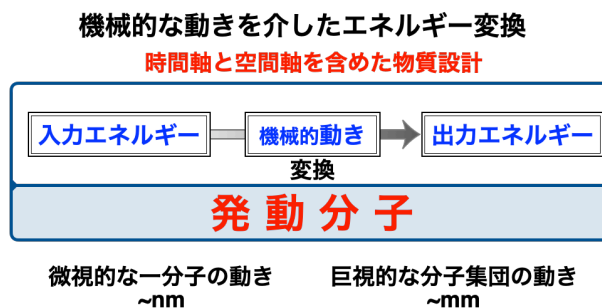 機械的な動きを介したエネルギー変換
時間軸と空間軸を含めた物質設計
入力エネルギー 機械的動き 出力エネルギー
変換
発動分子
微視的な一分子の動き 巨視的な分子集団の動き
~nm ~mm